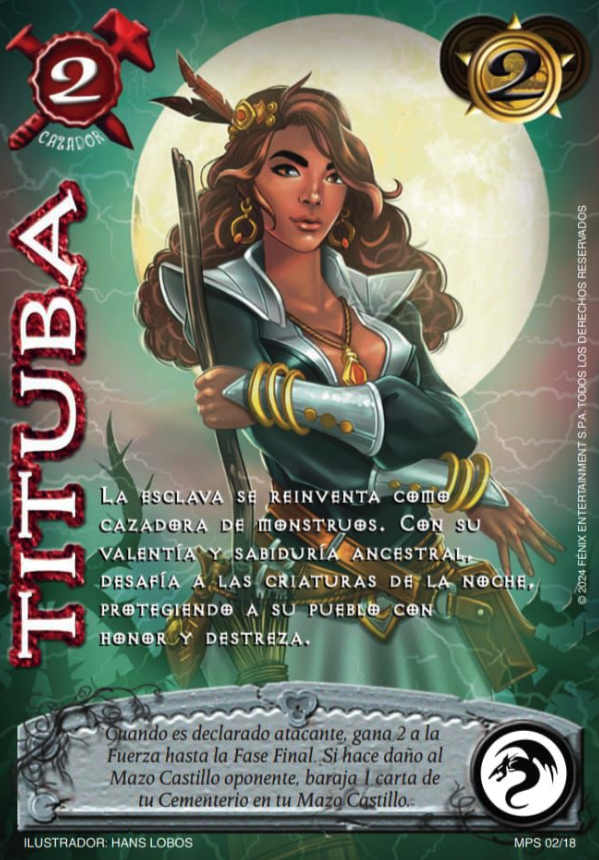 2
CAZADOR
2
TITUBA
La esclava se reinventa como
cazadora de monstruos. Con su
valentía y sabiduría ancestral,
desafía a las criaturas de la noche,
protegiendo a su pueblo con
honor y destreza.
Cuando es declarado atacante, gana 2 a la
Fuerza hasta la Fase Final. Si hace daño al
Mazo Castillo oponente, baraja 1 carta de
tu Cementerio en tu Mazo Castillo.
ILUSTRADOR: HANS LOBOS
MPS 02/18
© 2024 FÉNIX ENTERTAINMENT S.P.A. TODOS LOS DERECHOS RESERVADOS